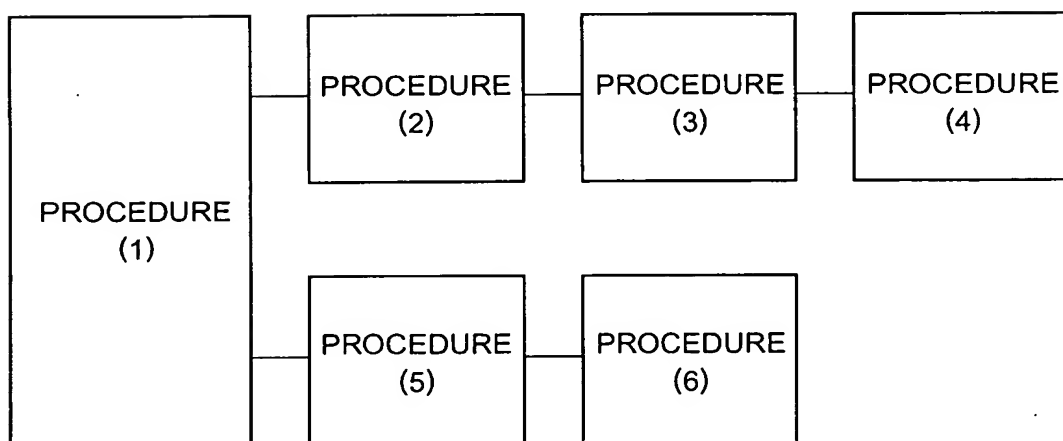 PROCEDURE
(1)
PROCEDURE
(2)
PROCEDURE
(3)
PROCEDURE
(4)
PROCEDURE
(5)
PROCEDURE
(6)